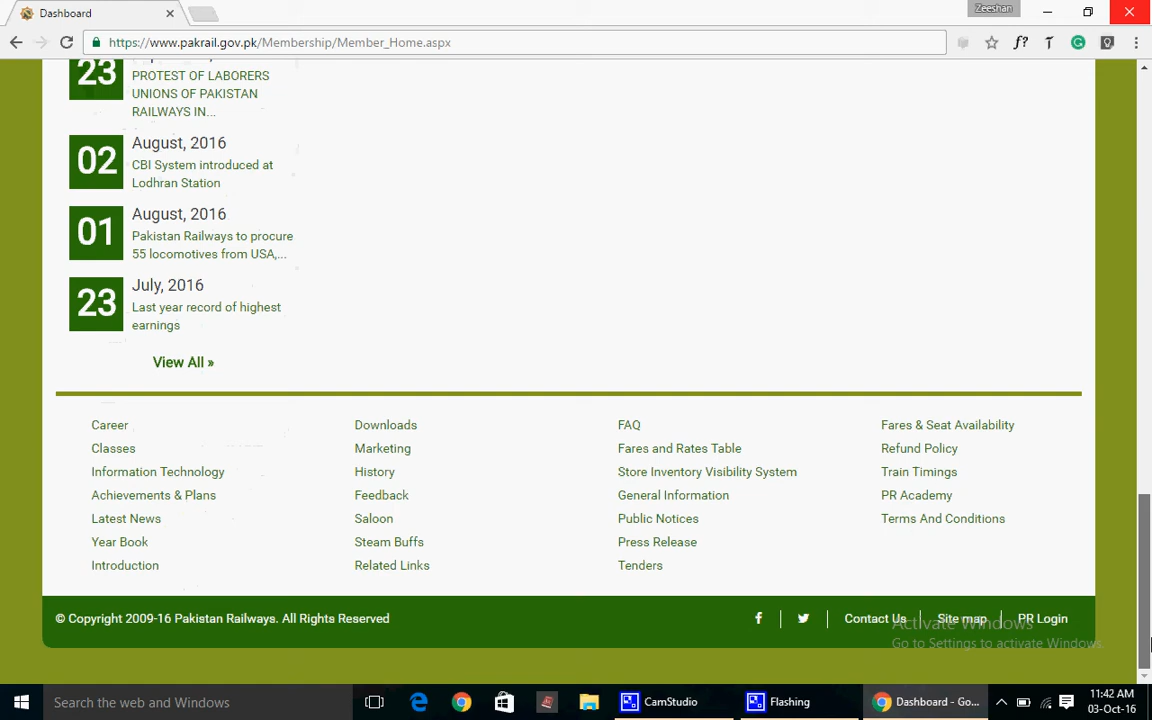 Dashboard
Zeeshan
https://www.pakrail.gov.pk/Membership/Member_Home.aspx
23
PROTEST OF LABORERS
UNIONS OF PAKISTAN
RAILWAYS IN...
02
August, 2016
CBI System introduced at
Lodhran Station
01
August, 2016
Pakistan Railways to procure
55 locomotives from USA,...
23
July, 2016
Last year record of highest
earnings
View All »
Career
Classes
Information Technology
Achievements & Plans
Latest News
Year Book
Introduction
Downloads
Marketing
History
Feedback
Saloon
Steam Buffs
Related Links
FAQ
Fares and Rates Table
Store Inventory Visibility System
General Information
Public Notices
Press Release
Tenders
Fares & Seat Availability
Refund Policy
Train Timings
PR Academy
Terms And Conditions
© Copyright 2009-16 Pakistan Railways. All Rights Reserved
Contact Us
Site map
PR Login
Activate Windows
Go to Settings to activate Windows.
Search the web and Windows
CamStudio
Flashing
Dashboard - Go...
11:42 AM
03-Oct-16